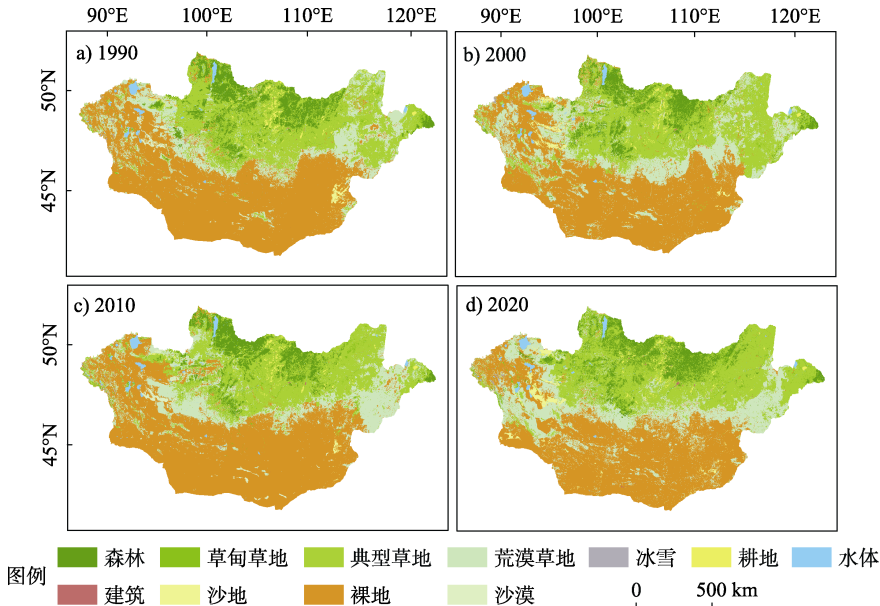 90°E 100°E 110°E 120°E 90°E 100°E 110°E 120°E
a) 1990
b) 2000
50°N
45°N
c) 2010
d) 2020
50°N
45°N
图例
森林 草甸草地 典型草地 荒漠草地 冰雪 耕地 水体
建筑 沙地 裸地 沙漠 0 500 km